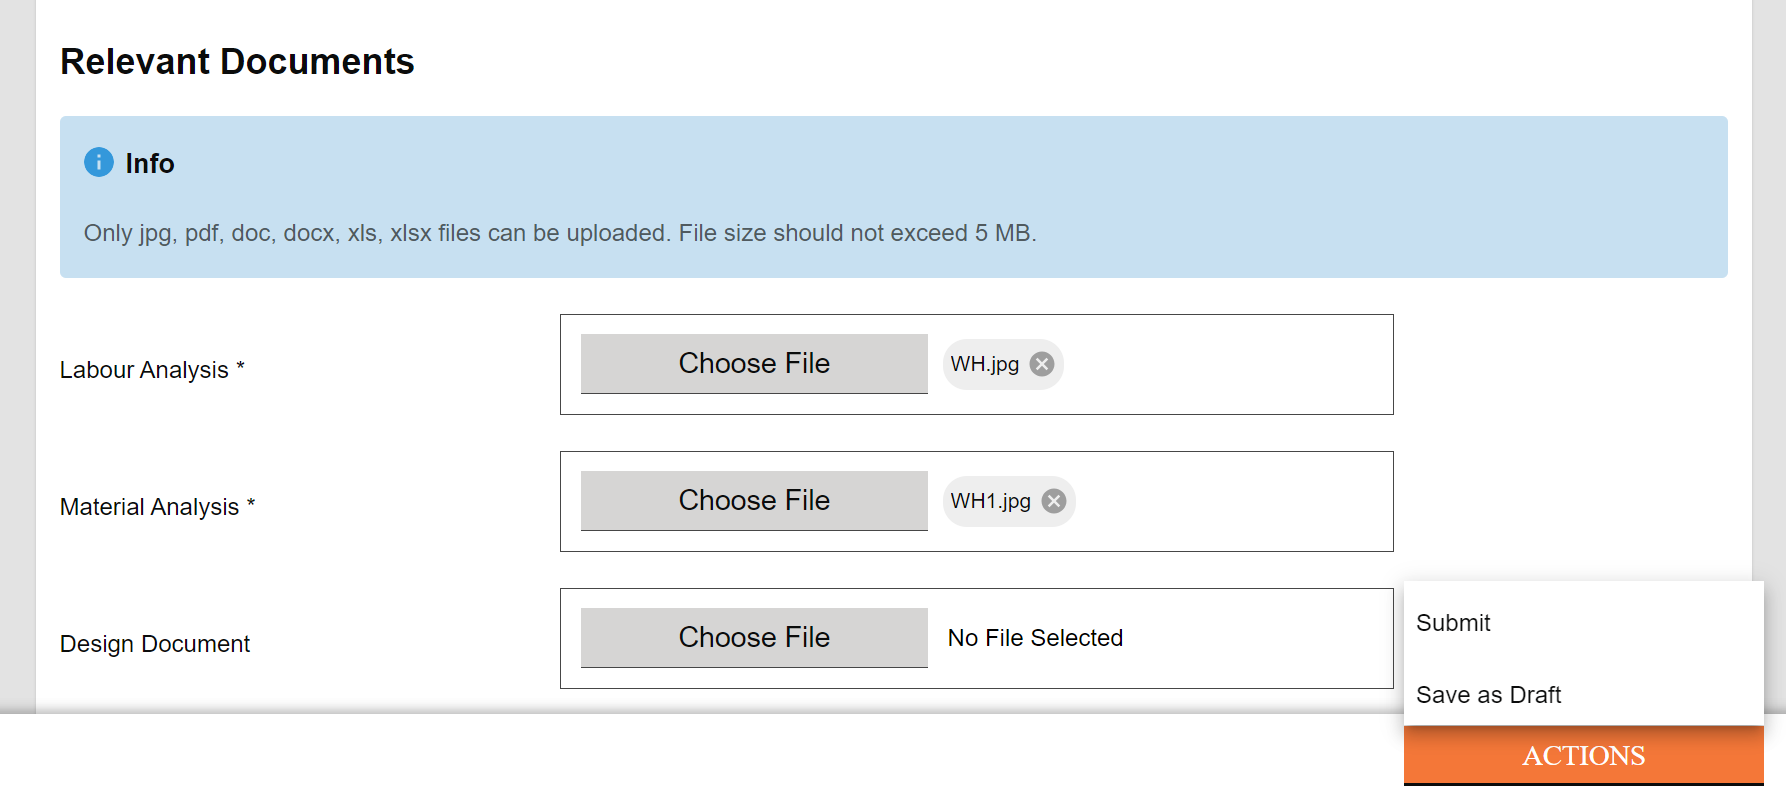 Relevant Documents
Info
Only jpg, pdf, doc, docx, xls, xlsx files can be uploaded. File size should not exceed 5 MB.
Labour Analysis *
Choose File
WH.jpg
Material Analysis *
Choose File
WH1.jpg
Design Document
Choose File
No File Selected
Submit
Save as Draft
ACTIONS